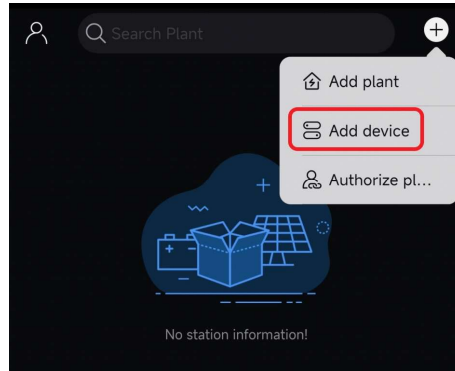 Search Plant
Add plant
Add device
Authorize pl...
No station information!